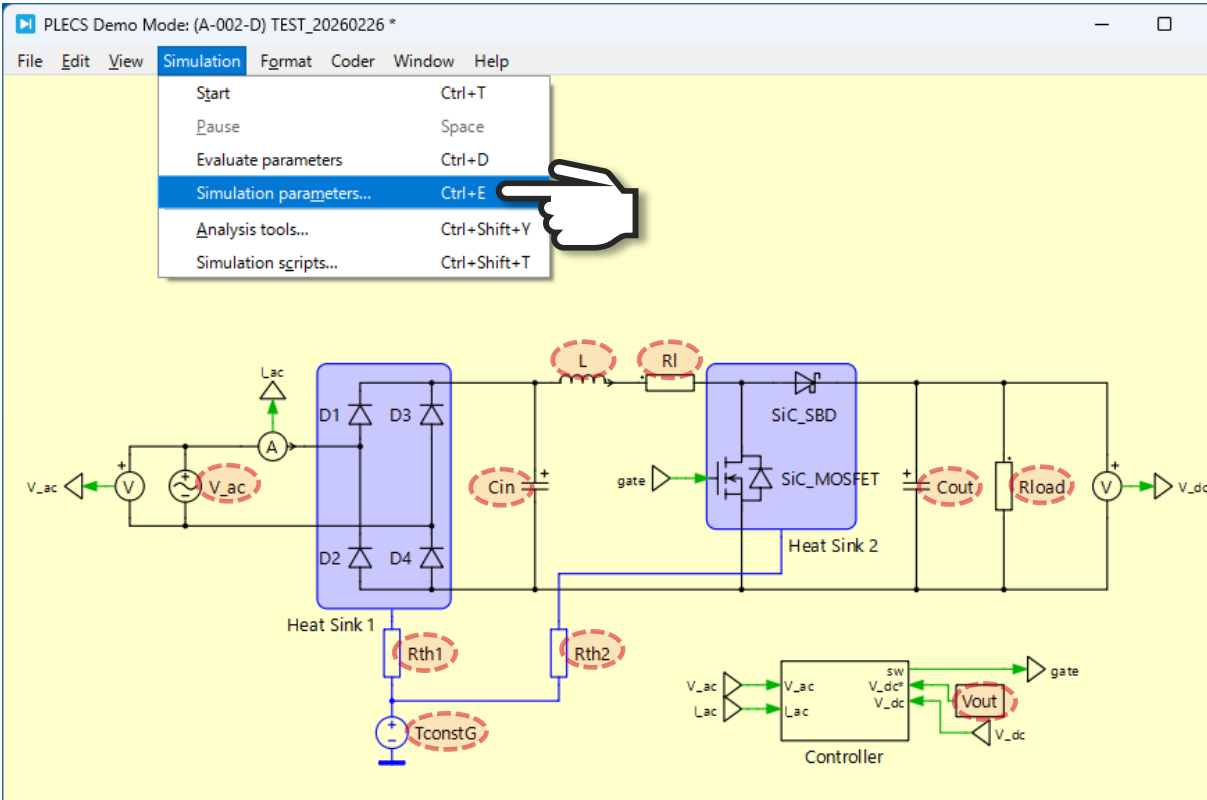 PLECS Demo Mode: (A-002-D) TEST_20260226 *
File Edit View Simulation Format Coder Window Help
Start Ctrl+T
Pause Space
Evaluate parameters Ctrl+D
Simulation parameters... Ctrl+E
Analysis tools... Ctrl+Shift+Y
Simulation scripts... Ctrl+Shift+T
L Rl
I_ac
D1 D3
SiC_SBD
A
V_ac V V_ac
Cin
gate
SiC_MOSFET
Cout
Rload
V
V_dc
D2 D4
Heat Sink 2
Heat Sink 1
Rth1
Rth2
V_ac V_ac
sw
gate
V_dc*
I_ac I_ac
V_dc
Vout
TconstG
V_dc
Controller